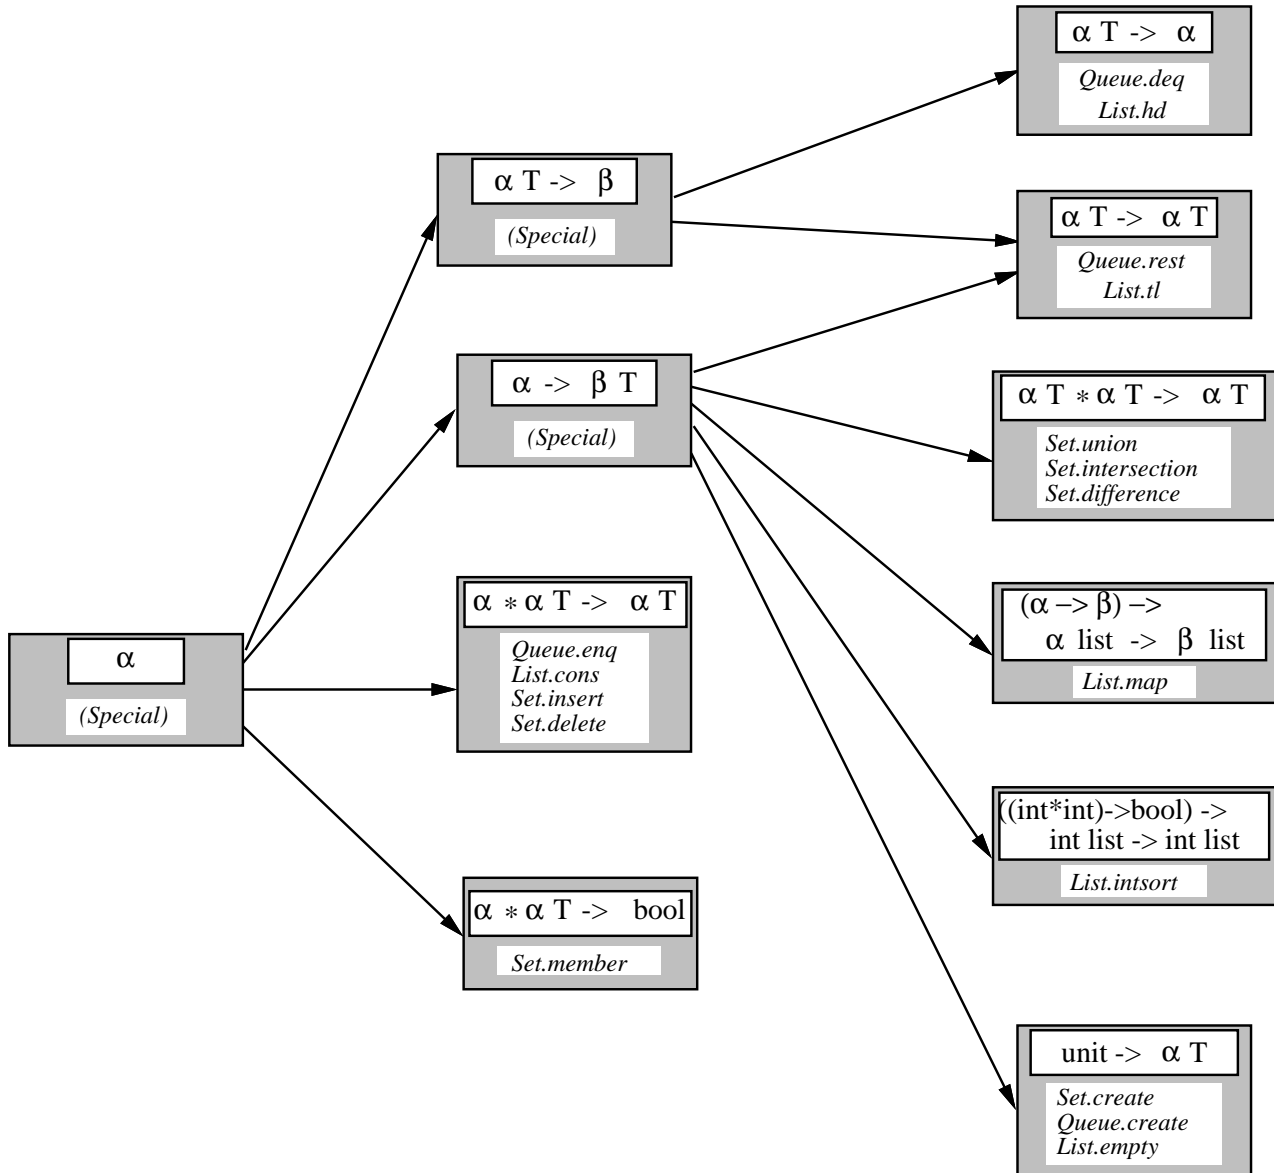 α T -> α
Queue.deq
List.hd
α T -> β
(Special)
α T -> α T
Queue.rest
List.tl
α -> β T
(Special)
α T * α T -> α T
Set.union
Set.intersection
Set.difference
α * α T -> α T
Queue.enq
List.cons
Set.insert
Set.delete
(α –> β) –>
α list -> β list
List.map
α
(Special)
((int*int)->bool) ->
int list -> int list
List.intsort
α * α T -> bool
Set.member
unit -> α T
Set.create
Queue.create
List.empty